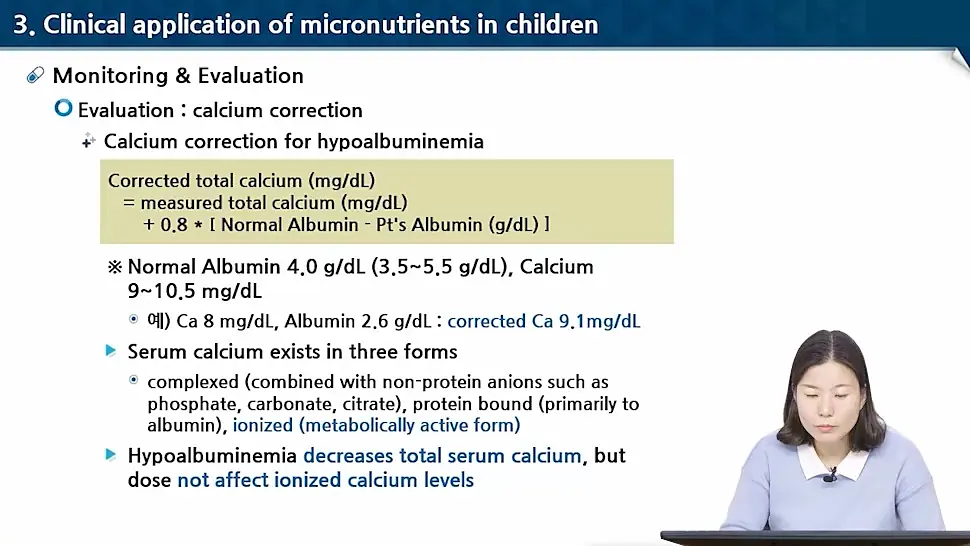 3. Clinical application of micronutrients in children
Monitoring & Evaluation
Evaluation : calcium correction
Calcium correction for hypoalbuminemia
Corrected total calcium (mg/dL)
= measured total calcium (mg/dL)
+ 0.8 * [ Normal Albumin - Pt's Albumin (g/dL) ]
※ Normal Albumin 4.0 g/dL (3.5~5.5 g/dL), Calcium
9~10.5 mg/dL
예) Ca 8 mg/dL, Albumin 2.6 g/dL : corrected Ca 9.1mg/dL
Serum calcium exists in three forms
complexed (combined with non-protein anions such as
phosphate, carbonate, citrate), protein bound (primarily to
albumin), ionized (metabolically active form)
Hypoalbuminemia decreases total serum calcium, but
dose not affect ionized calcium levels